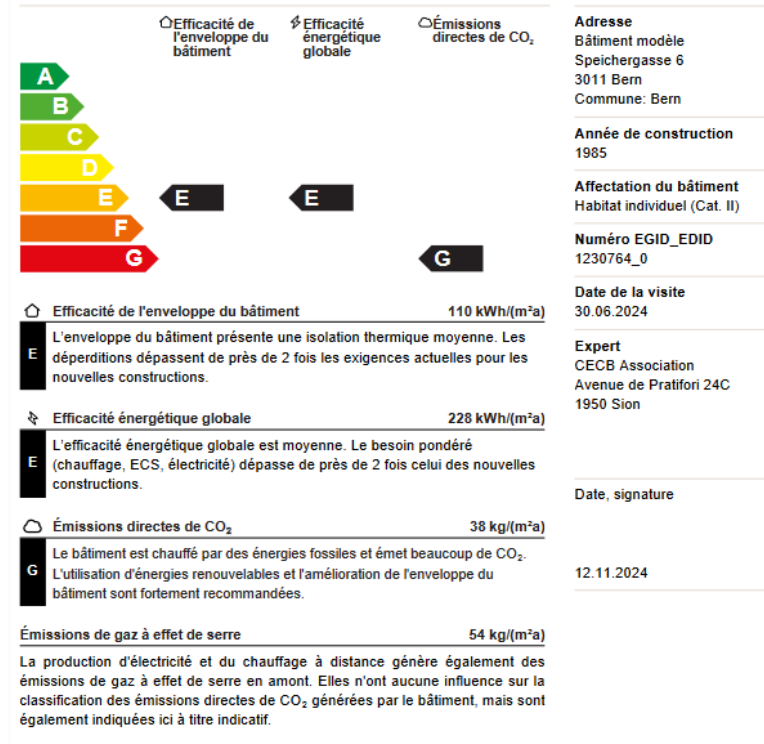 Efficacité de
l'enveloppe du
bâtiment
Efficacité
énergétique
globale
Émissions
directes de CO₂
A
B
C
D
E
F
G
E
E
G
Efficacité de l'enveloppe du bâtiment 110 kWh/(m²a)
E
L'enveloppe du bâtiment présente une isolation thermique moyenne. Les
déperditions dépassent de près de 2 fois les exigences actuelles pour les
nouvelles constructions.
Efficacité énergétique globale 228 kWh/(m²a)
E
L'efficacité énergétique globale est moyenne. Le besoin pondéré
(chauffage, ECS, électricité) dépasse de près de 2 fois celui des nouvelles
constructions.
Émissions directes de CO₂ 38 kg/(m²a)
G
Le bâtiment est chauffé par des énergies fossiles et émet beaucoup de CO₂.
L'utilisation d'énergies renouvelables et l'amélioration de l'enveloppe du
bâtiment sont fortement recommandées.
Émissions de gaz à effet de serre 54 kg/(m²a)
La production d'électricité et du chauffage à distance génère également des
émissions de gaz à effet de serre en amont. Elles n'ont aucune influence sur la
classification des émissions directes de CO₂ générées par le bâtiment, mais sont
également indiquées ici à titre indicatif.
Adresse
Bâtiment modèle
Speichergasse 6
3011 Bern
Commune: Bern
Année de construction
1985
Affectation du bâtiment
Habitat individuel (Cat. II)
Numéro EGID_EDID
1230764_0
Date de la visite
30.06.2024
Expert
CECB Association
Avenue de Pratifori 24C
1950 Sion
Date, signature
12.11.2024